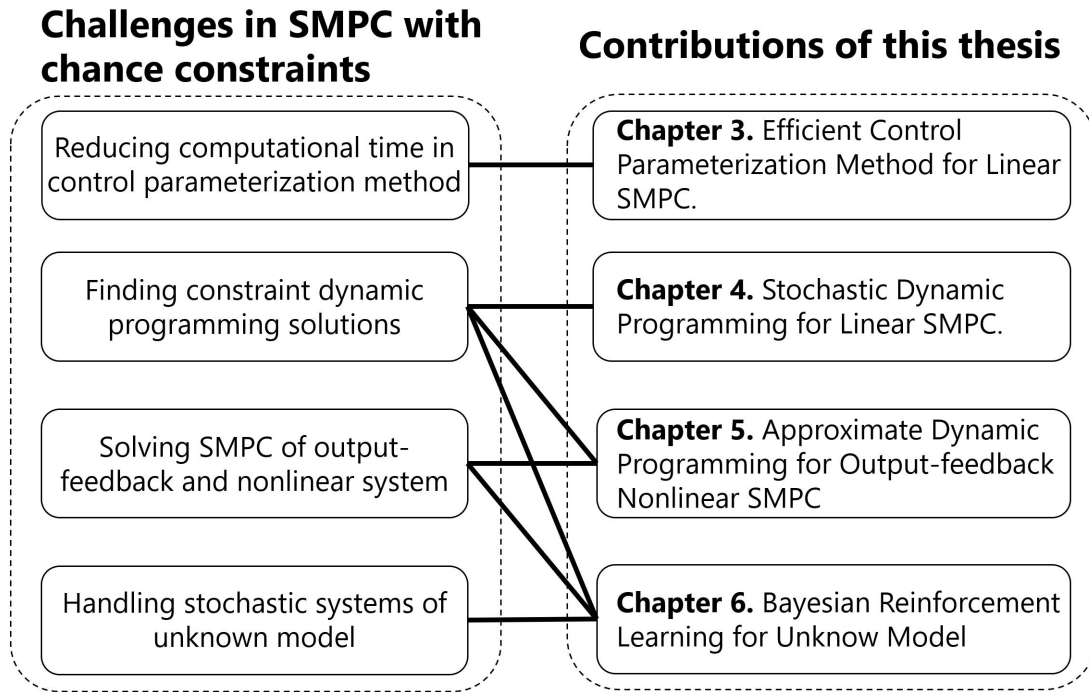 Challenges in SMPC with
chance constraints
Contributions of this thesis
Reducing computational time in
control parameterization method
Chapter 3. Efficient Control
Parameterization Method for Linear
SMPC.
Finding constraint dynamic
programming solutions
Chapter 4. Stochastic Dynamic
Programming for Linear SMPC.
Solving SMPC of output-
feedback and nonlinear system
Chapter 5. Approximate Dynamic
Programming for Output-feedback
Nonlinear SMPC
Handling stochastic systems of
unknown model
Chapter 6. Bayesian Reinforcement
Learning for Unknow Model